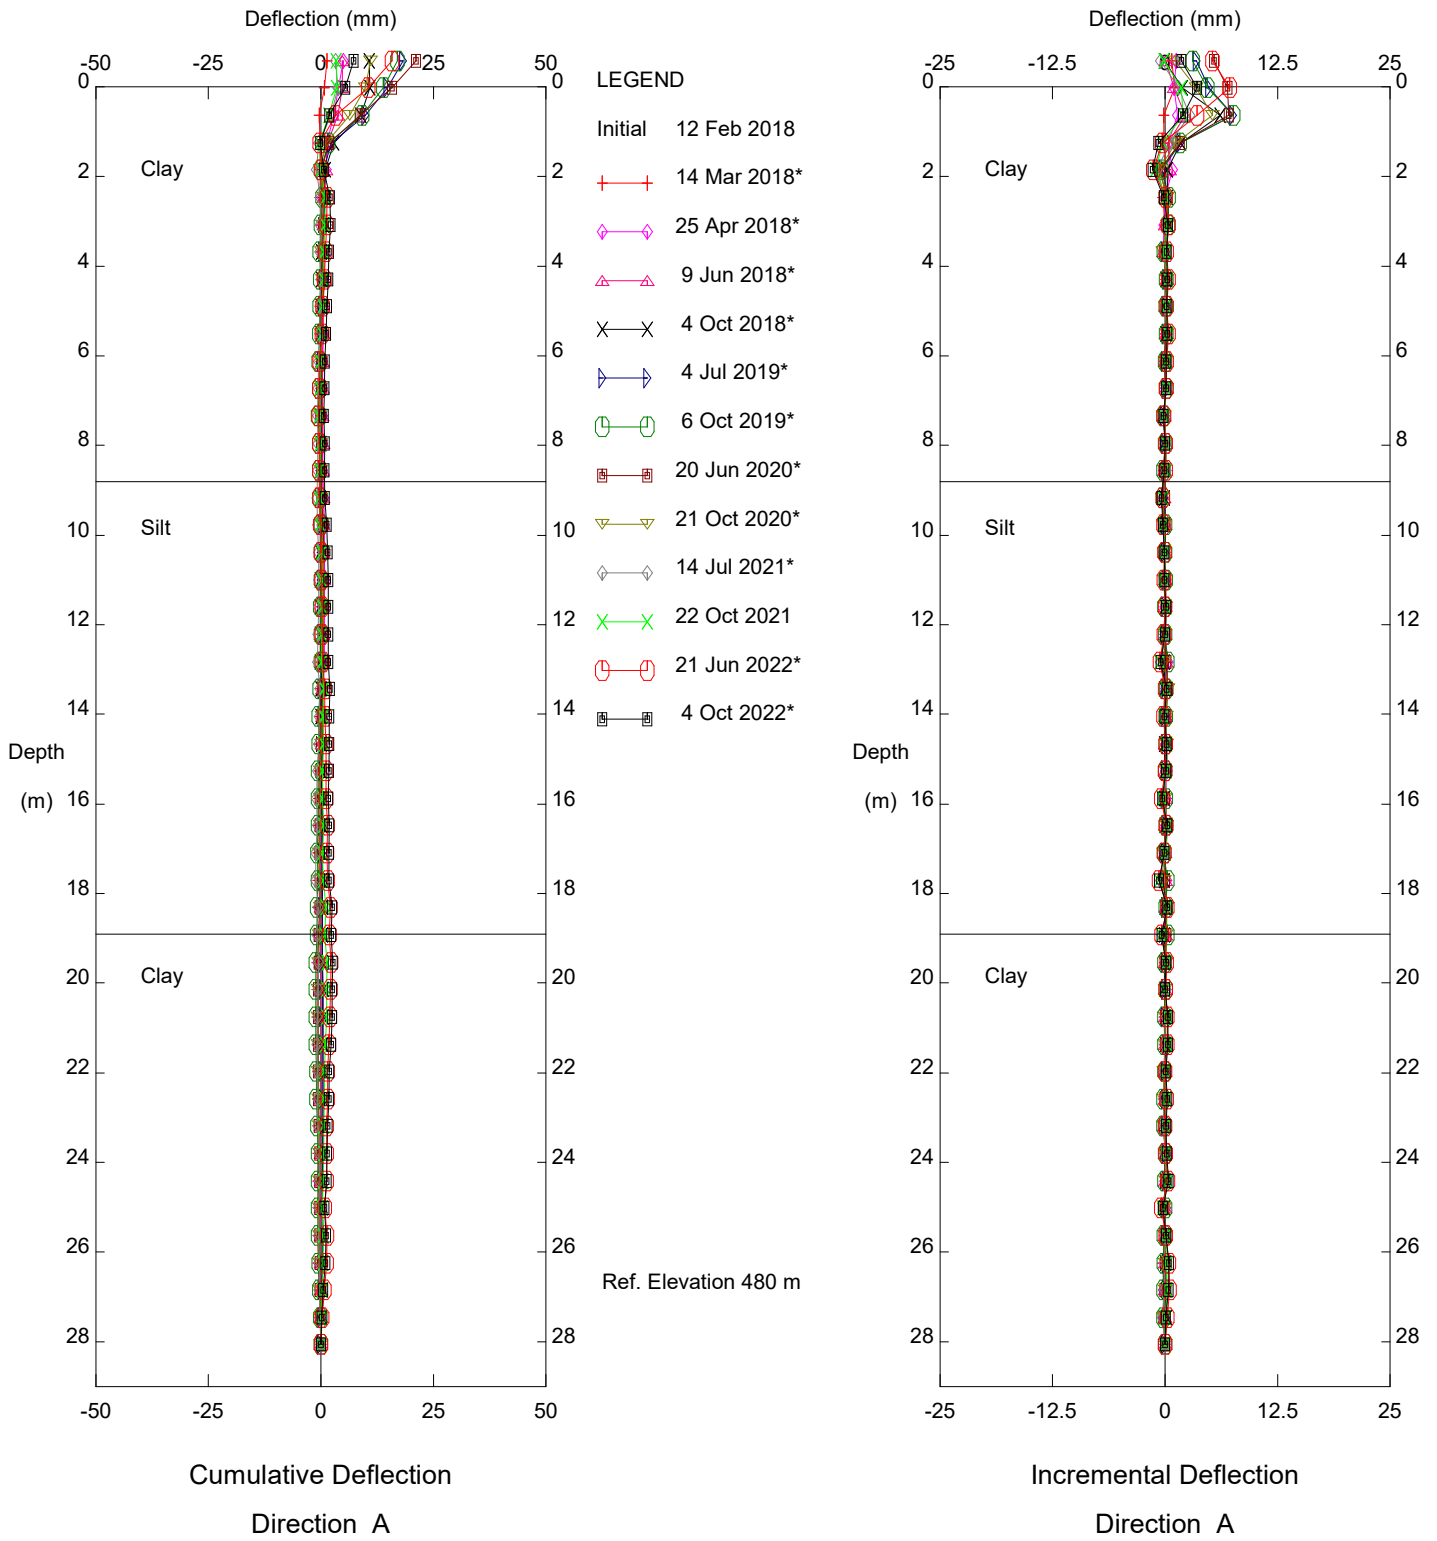 Deflection (mm)
-50 -25 0 25 50
0 0
Clay
2 2
4 4
6 6
8 8
Silt
10 10
12 12
14 14
Depth
(m)
16 16
18 18
Clay
20 20
22 22
24 24
26 26
28 28
-50 -25 0 25 50
Cumulative Deflection
Direction A
LEGEND
Initial 12 Feb 2018
14 Mar 2018*
25 Apr 2018*
9 Jun 2018*
4 Oct 2018*
4 Jul 2019*
6 Oct 2019*
20 Jun 2020*
21 Oct 2020*
14 Jul 2021*
22 Oct 2021
21 Jun 2022*
4 Oct 2022*
Ref. Elevation 480 m
Deflection (mm)
-25 -12.5 0 12.5 25
0 0
Clay
2 2
4 4
6 6
8 8
Silt
10 10
12 12
14 14
Depth
(m)
16 16
18 18
Clay
20 20
22 22
24 24
26 26
28 28
-25 -12.5 0 12.5 25
Incremental Deflection
Direction A